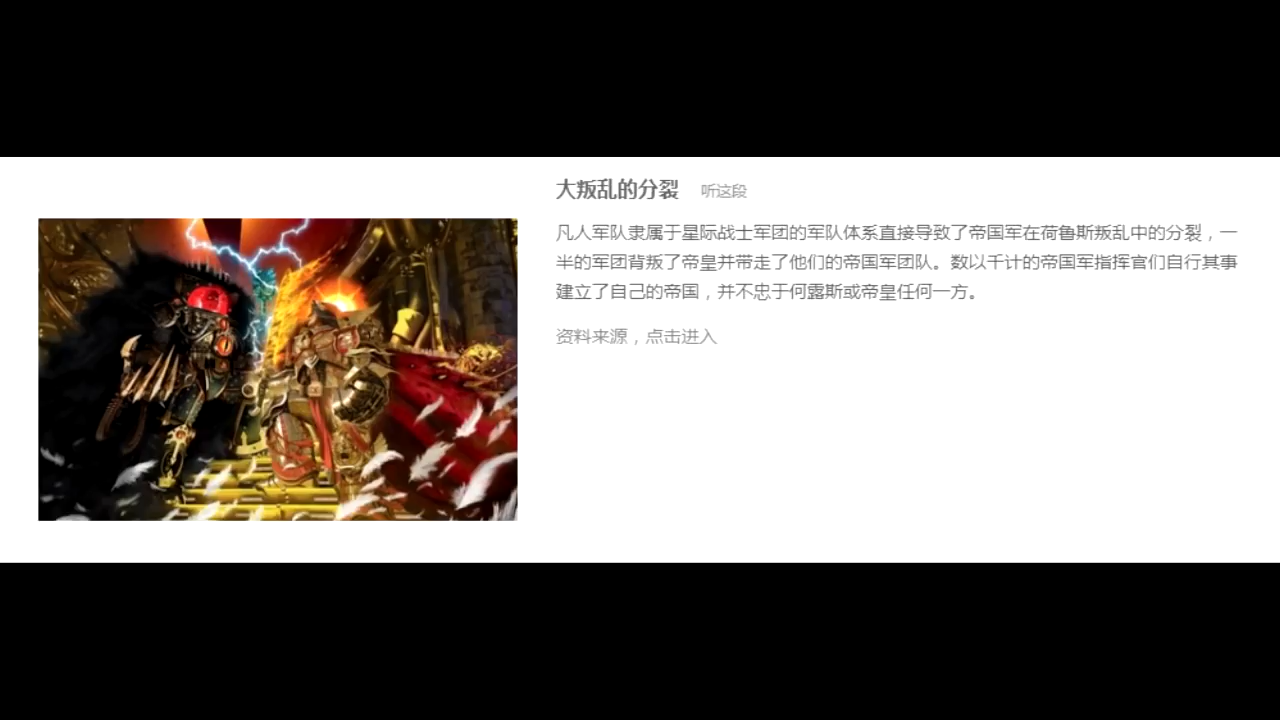 大叛乱的分裂 听这段
凡人军队隶属于星际战士军团的军队体系直接导致了帝国军在荷鲁斯叛乱中的分裂，一
半的军团背叛了帝皇并带走了他们的帝国军团队。数以千计的帝国军指挥官们自行其事
建立了自己的帝国，并不忠于何露斯或帝皇任何一方。
资料来源，点击进入